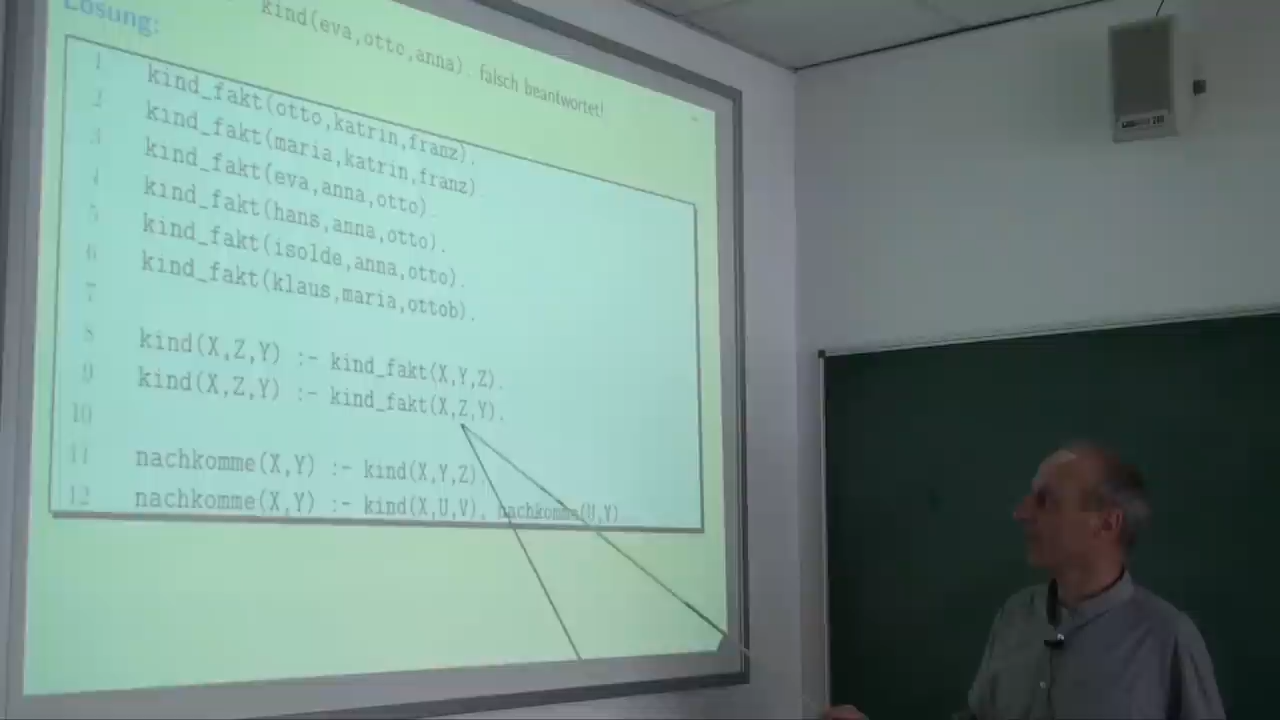 Lösung:
kind(eva,otto,anna). falsch beantwortet!
1 kind_fakt(otto,katrin,franz).
2 kind_fakt(maria,katrin,franz)
3 kind_fakt(eva,anna,otto).
4 kind_fakt(hans,anna,otto).
5 kind_fakt(isolde,anna,otto).
6 kind_fakt(klaus,maria,ottob).
7
8 kind(X,Z,Y) :- kind_fakt(X,Y,Z).
9 kind(X,Z,Y) :- kind_fakt(X,Z,Y).
10
11 nachkomme(X,Y) :- kind(X,Y,Z)
12 nachkomme(X,Y) :- kind(X,U,V), nachkomme(U,Y)